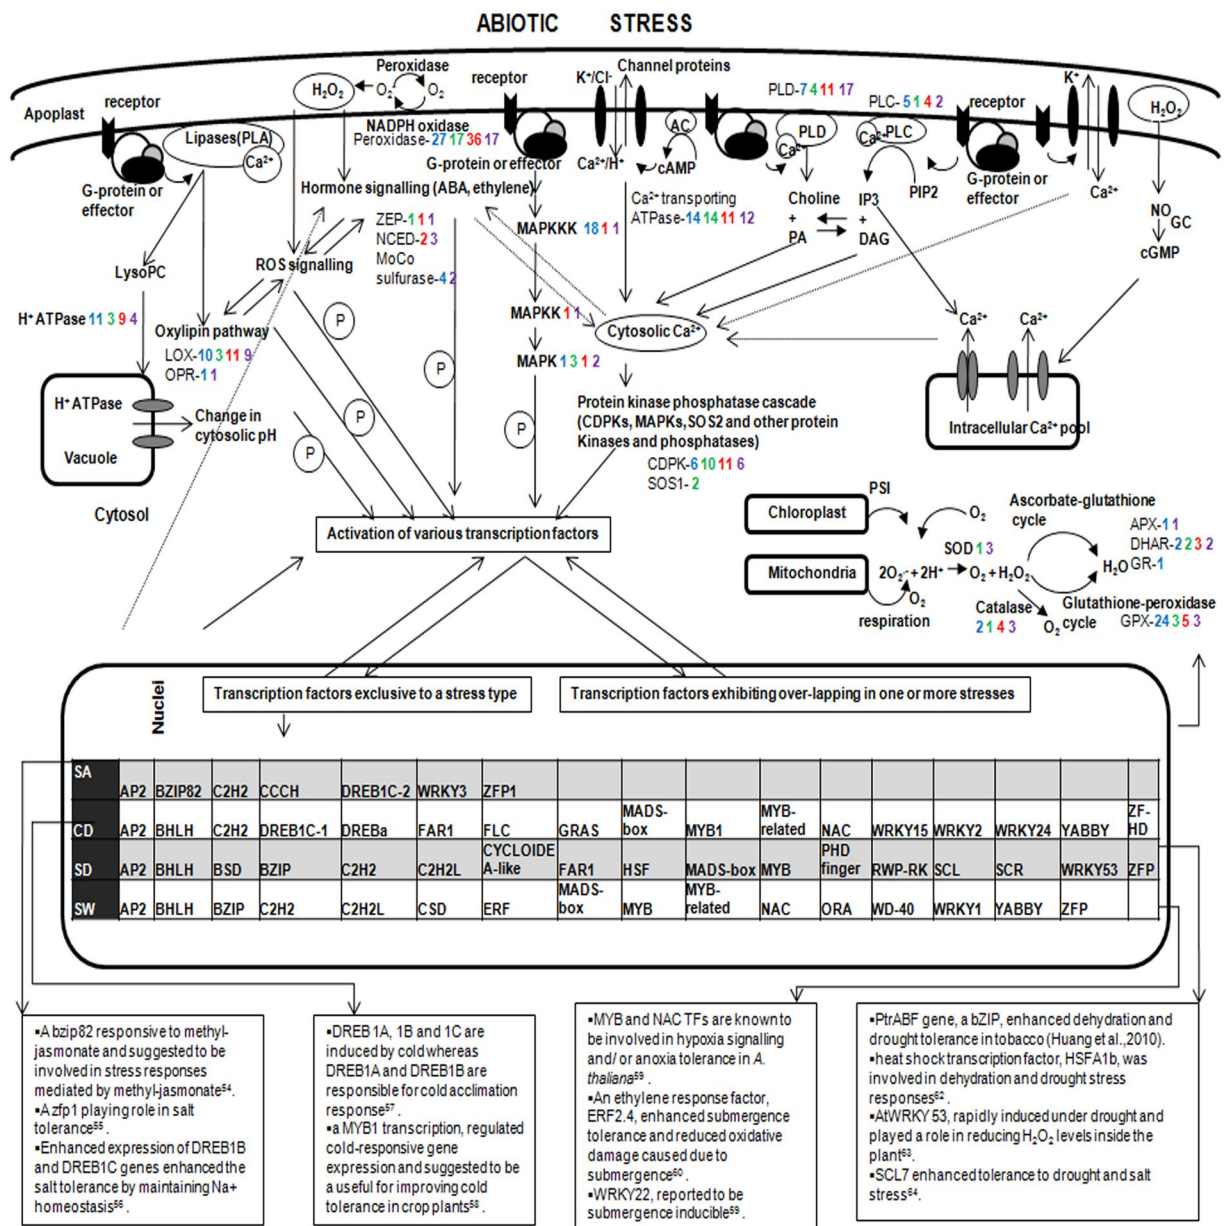 ABIOTIC STRESS
Apoplast
receptor
Lipases(PLA)
Ca²⁺
G-protein or
effector
H₂O₂
Peroxidase
O₂ O₂
NADPH oxidase
Peroxidase-27 17 36 17
receptor
G-protein or effector
K⁺/Cl⁻
Channel proteins
Ca²⁺/H⁺
AC
cAMP
PLD-7 4 11 17
PLD
Ca²⁺
PLC- 5 1 4 2
Ca²⁺ PLC
receptor
G-protein or
effector
K⁺
Ca²⁺
H₂O₂
NO
GC
cGMP
Hormone signalling (ABA, ethylene)
ZEP-1 1 1
NCED-2 3
MoCo
sulfurase-4 2
MAPKKK 18 1 1
MAPKK 1 1
MAPK 1 3 1 2
Ca²⁺ transporting
ATPase-14 14 11 12
Choline
+
PA
IP3
+
DAG
PIP2
LysoPC
ROS signalling
H⁺ATPase 11 3 9 4
Oxylipin pathway
LOX-10 3 11 9
OPR-1 1
H⁺ATPase
Vacuole
Change in
cytosolic pH
Cytosol
P
P
P
P
P
Cytosolic Ca²⁺
Ca²⁺ Ca²⁺
Intracellular Ca²⁺ pool
Protein kinase phosphatase cascade
(CDPKs, MAPKs, SOS2 and other protein
Kinases and phosphatases)
CDPK-6 10 11 6
SOS1- 2
Activation of various transcription factors
Chloroplast
PSI
O₂
Mitochondria
SOD 1 3
2O₂⁻+2H⁺ O₂ + H₂O₂
O₂
respiration
Ascorbate-glutathione
cycle
APX-1 1
DHAR-2 2 3 2
GR-1
H₂O
Catalase
2 1 4 3
O₂
Glutathione-peroxidase
cycle
GPX-24 3 5 3
Nuclei
Transcription factors exclusive to a stress type
Transcription factors exhibiting over-lapping in one or more stresses
SA AP2 BZIP82 C2H2 CCCH DREB1C-2 WRKY3 ZFP1
CD AP2 BHLH C2H2 DREB1C-1 DREBa FAR1 FLC GRAS MADS-box MYB1 MYB-related NAC WRKY15 WRKY2 WRKY24 YABBY ZF-HD
SD AP2 BHLH BSD BZIP C2H2 C2H2L CYCLOIDE A-like FAR1 HSF MADS-box MYB PHD finger RWP-RK SCL SCR WRKY53 ZFP
SW AP2 BHLH BZIP C2H2 C2H2L CSD ERF MADS-box MYB MYB-related NAC ORA WD-40 WRKY1 YABBY ZFP
▪A bzip82 responsive to methyl-
jasmonate and suggested to be
involved in stress responses
mediated by methyl-jasmonate⁵⁴.
▪A zfp1 playing role in salt
tolerance⁵⁵.
▪Enhanced expression of DREB1B
and DREB1C genes enhanced the
salt tolerance by maintaining Na+
homeostasis⁵⁶.
▪DREB 1A, 1B and 1C are
induced by cold whereas
DREB1A and DREB1B are
responsible for cold acclimation
response⁵⁷.
▪a MYB1 transcription, regulated
cold-responsive gene
expression and suggested to be
a useful for improving cold
tolerance in crop plants⁵⁸.
▪MYB and NAC TFs are known to
be involved in hypoxia signalling
and/ or anoxia tolerance in A.
thaliana⁵⁹.
▪An ethylene response factor,
ERF2.4, enhanced submergence
tolerance and reduced oxidative
damage caused due to
submergence⁶⁰
▪WRKY22, reported to be
submergence inducible⁵⁹.
▪PtrABF gene, a bZIP, enhanced dehydration and
drought tolerance in tobacco (Huang et al.,2010).
▪heat shock transcription factor, HSFA1b, was
involved in dehydration and drought stress
responses⁶².
▪AtWRKY 53, rapidly induced under drought and
played a role in reducing H₂O₂ levels inside the
plant⁶³.
▪SCL7 enhanced tolerance to drought and salt
stress⁶⁴.